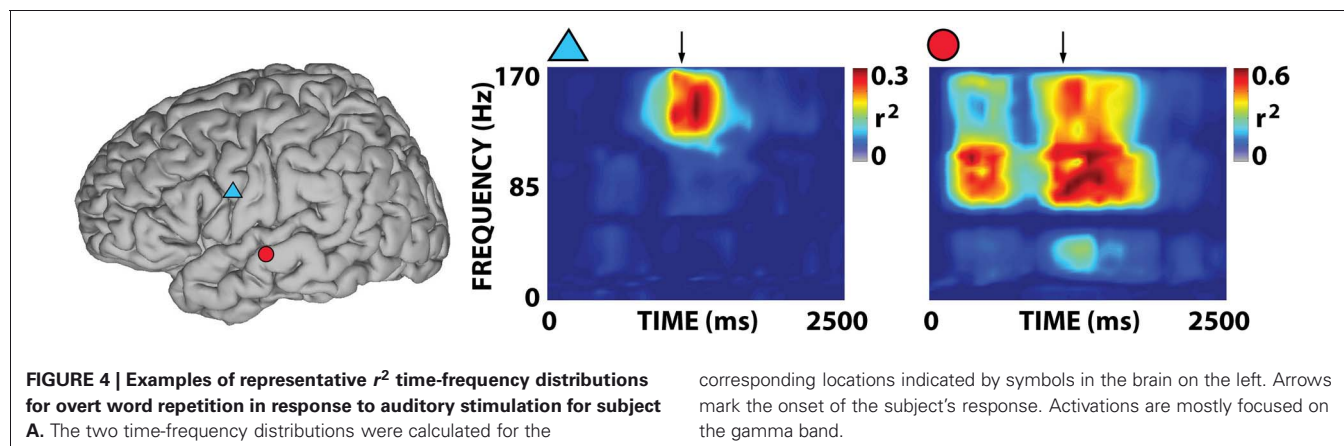 170
85
0
FREQUENCY (Hz)
0 TIME (ms) 2500
0.3
r²
0
0 TIME (ms) 2500
0.6
r²
0
FIGURE 4 | Examples of representative r² time-frequency distributions
for overt word repetition in response to auditory stimulation for subject
A. The two time-frequency distributions were calculated for the
corresponding locations indicated by symbols in the brain on the left. Arrows
mark the onset of the subject's response. Activations are mostly focused on
the gamma band.